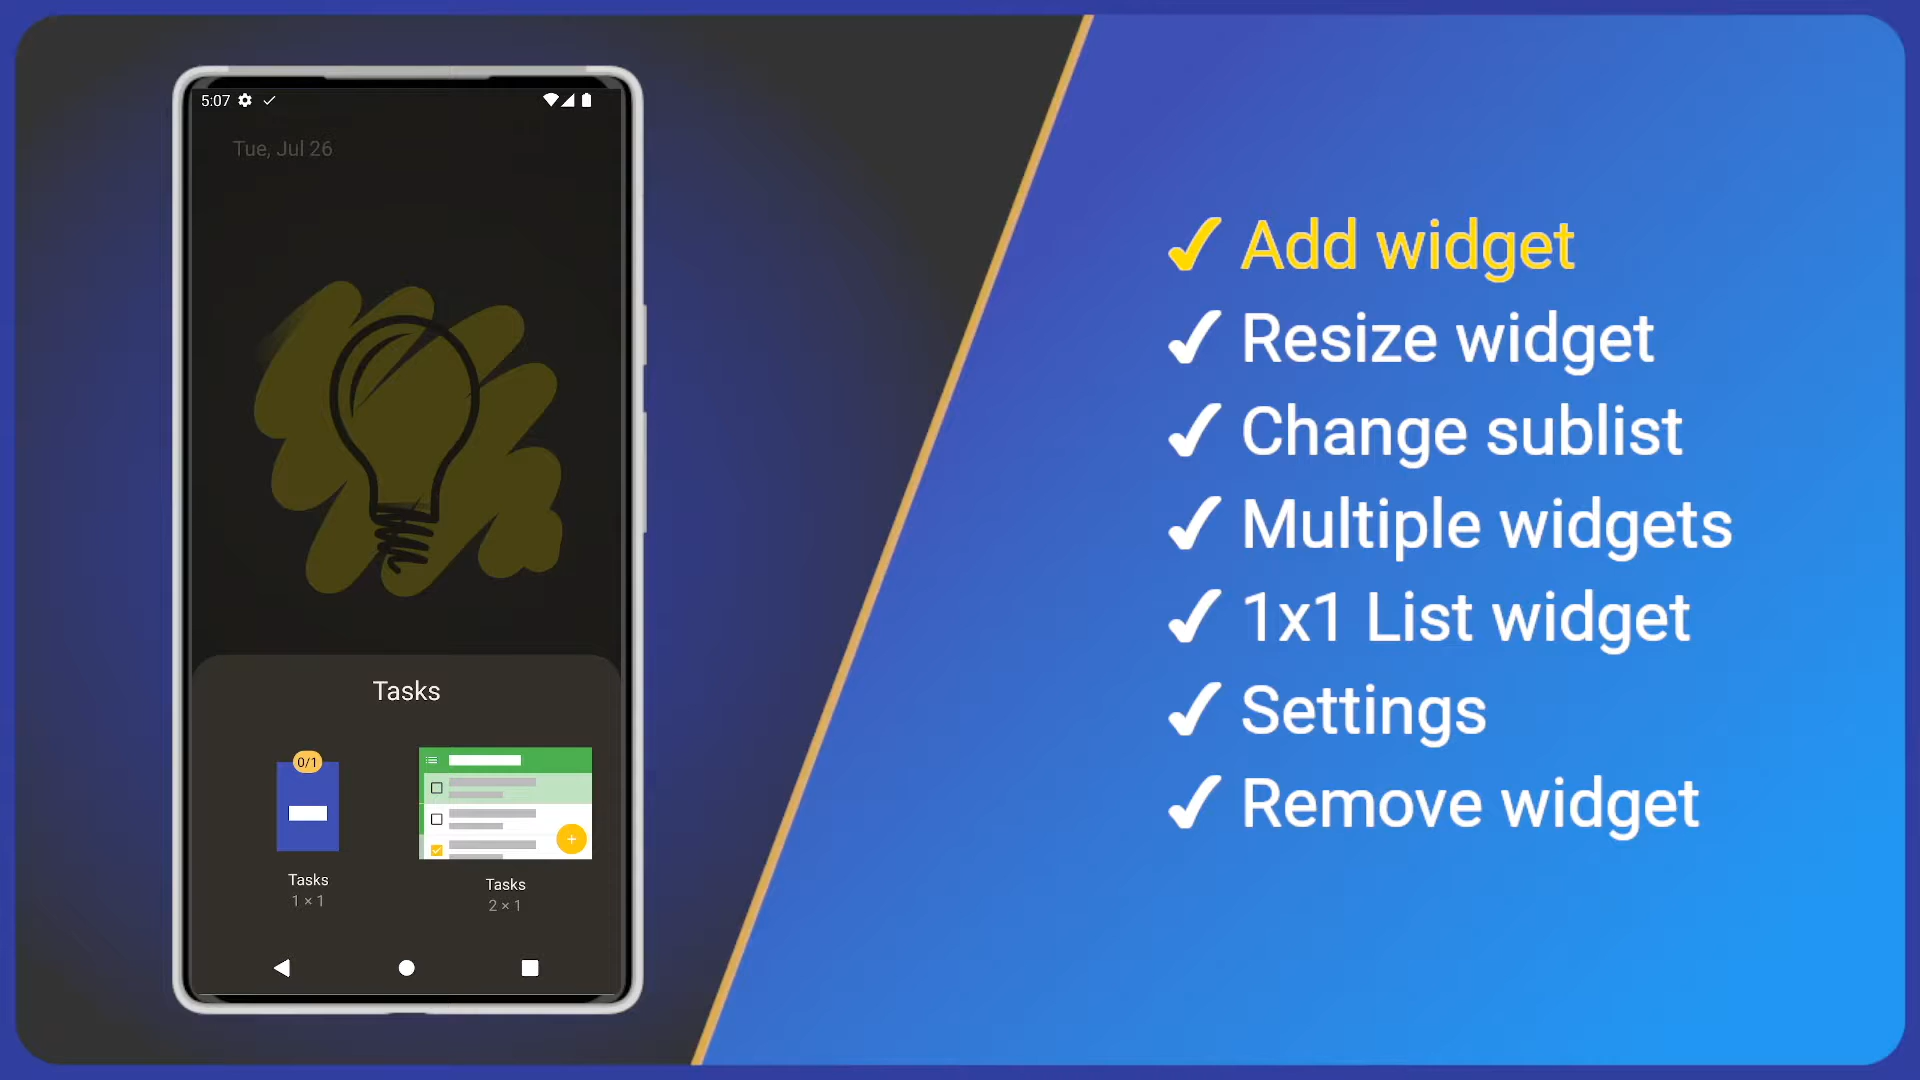 5:07
Tue, Jul 26
Tasks
0/1
Tasks
1 × 1
Tasks
2 × 1
Add widget
Resize widget
Change sublist
Multiple widgets
1x1 List widget
Settings
Remove widget